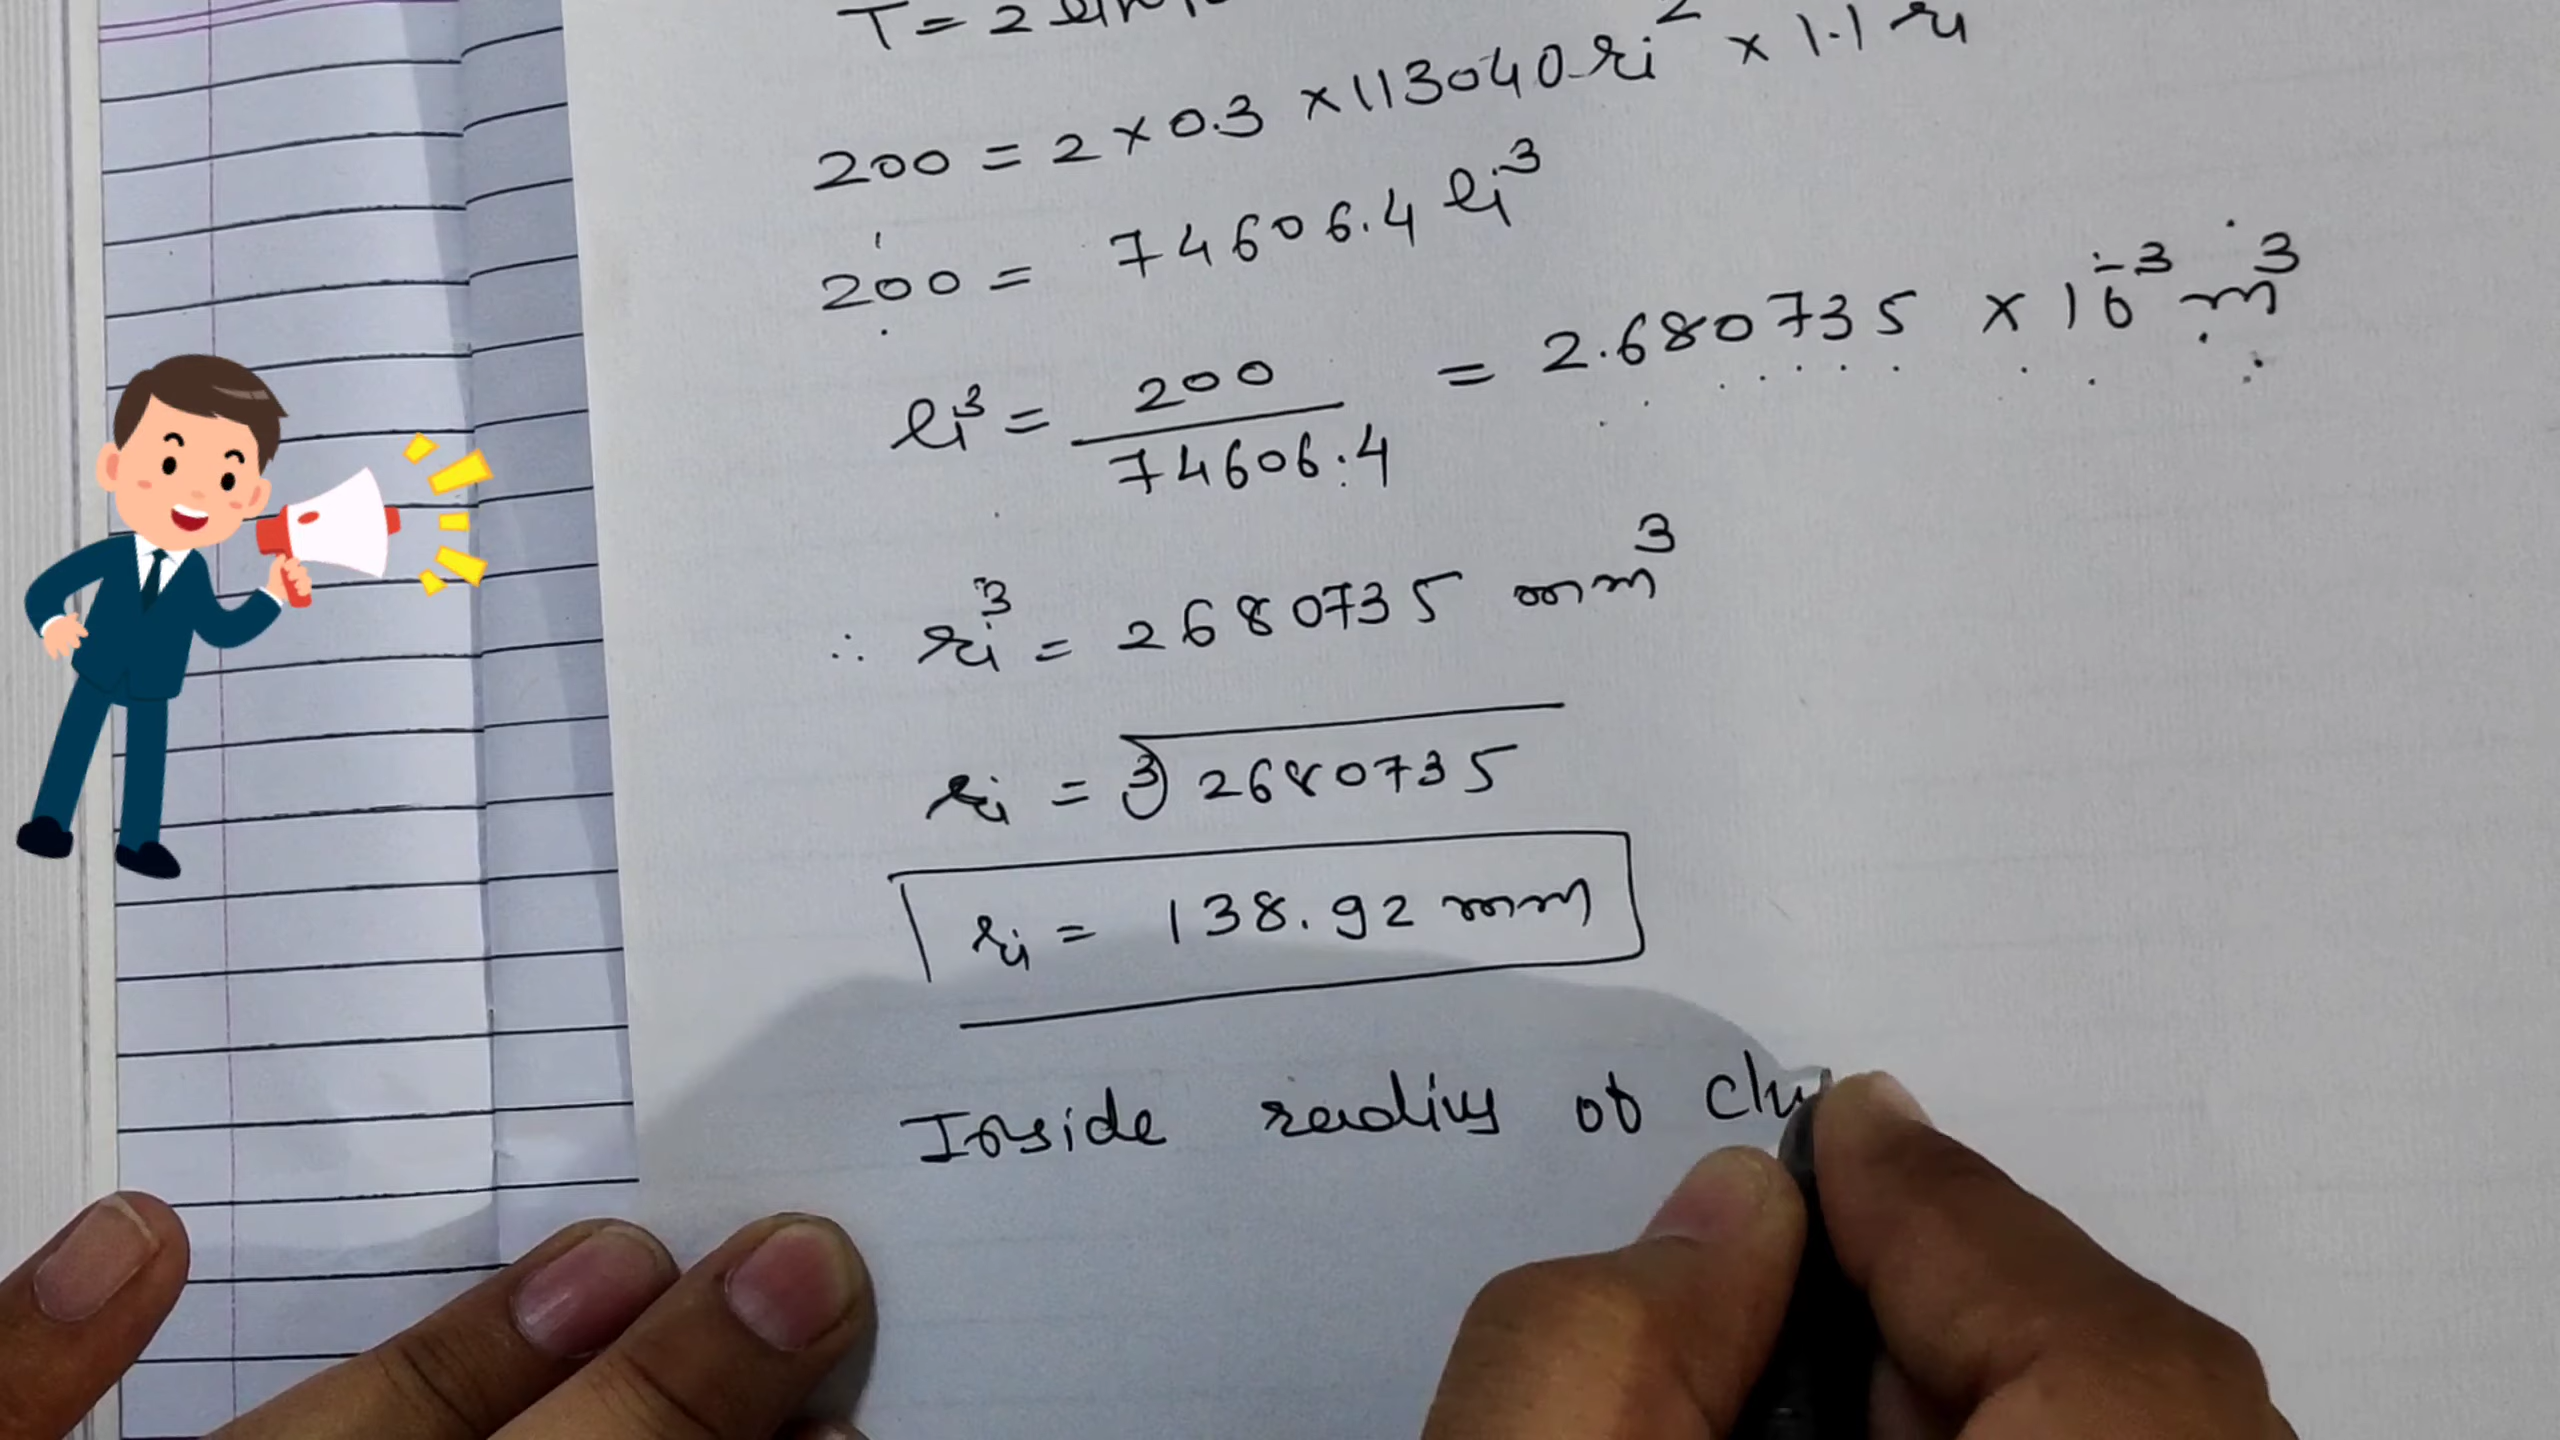 T = 2
200 = 2 × 0.3 × 113040 ri² × 1.1 ri
200 = 74606.4 ri³
ri³ = 200 / 74606.4 = 2.680735 × 10⁻³ m³
∴ ri³ = 2680735 mm³
ri = ∛2680735
ri = 138.92 mm
Inside radius of